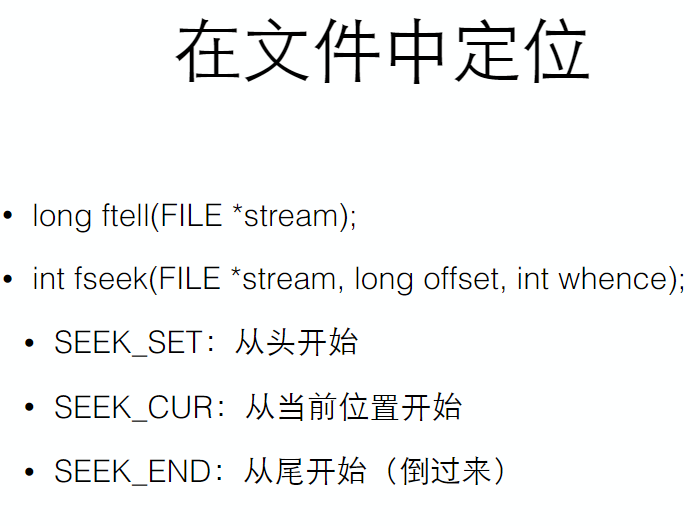 在文件中定位
• long ftell(FILE *stream);
• int fseek(FILE *stream, long offset, int whence);
• SEEK_SET：从头开始
• SEEK_CUR：从当前位置开始
• SEEK_END：从尾开始（倒过来）